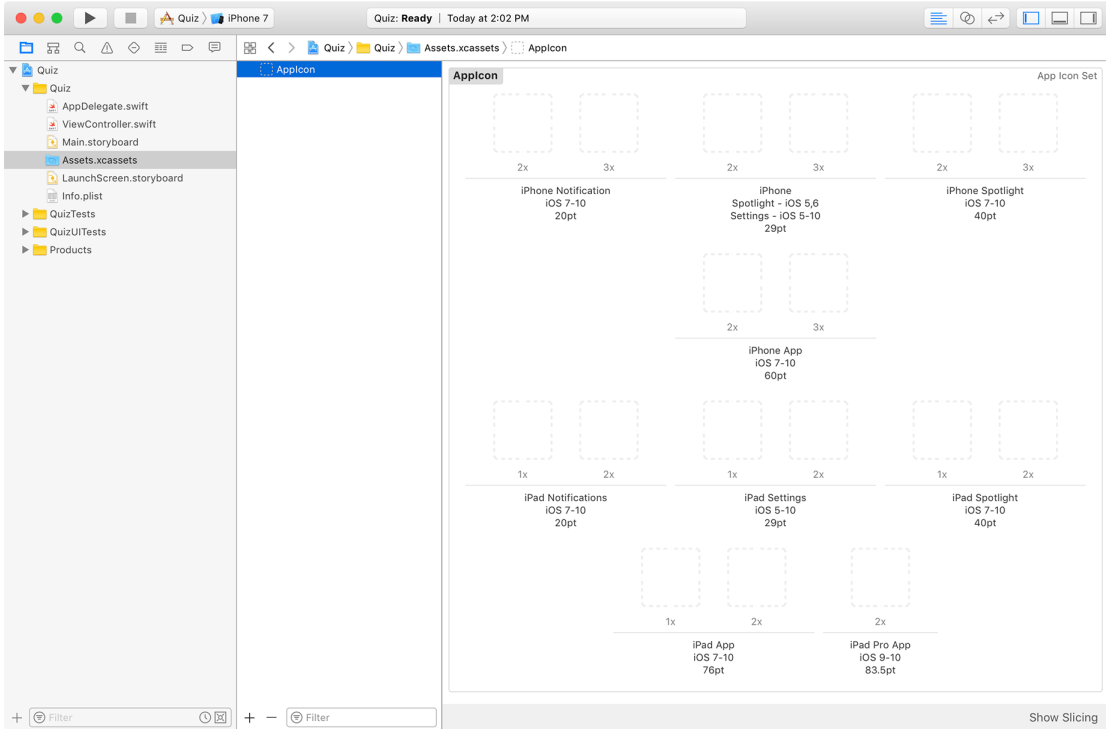 Quiz iPhone 7
Quiz: Ready | Today at 2:02 PM
Quiz Quiz Assets.xcassets AppIcon
Quiz
Quiz
AppDelegate.swift
ViewController.swift
Main.storyboard
Assets.xcassets
LaunchScreen.storyboard
Info.plist
QuizTests
QuizUITests
Products
Filter
AppIcon
Filter
AppIcon App Icon Set
2x 3x 2x 3x 2x 3x
iPhone Notification
iOS 7-10
20pt
iPhone
Spotlight - iOS 5,6
Settings - iOS 5-10
29pt
iPhone Spotlight
iOS 7-10
40pt
2x 3x
iPhone App
iOS 7-10
60pt
1x 2x 1x 2x 1x 2x
iPad Notifications
iOS 7-10
20pt
iPad Settings
iOS 5-10
29pt
iPad Spotlight
iOS 7-10
40pt
1x 2x 2x
iPad App
iOS 7-10
76pt
iPad Pro App
iOS 9-10
83.5pt
Show Slicing